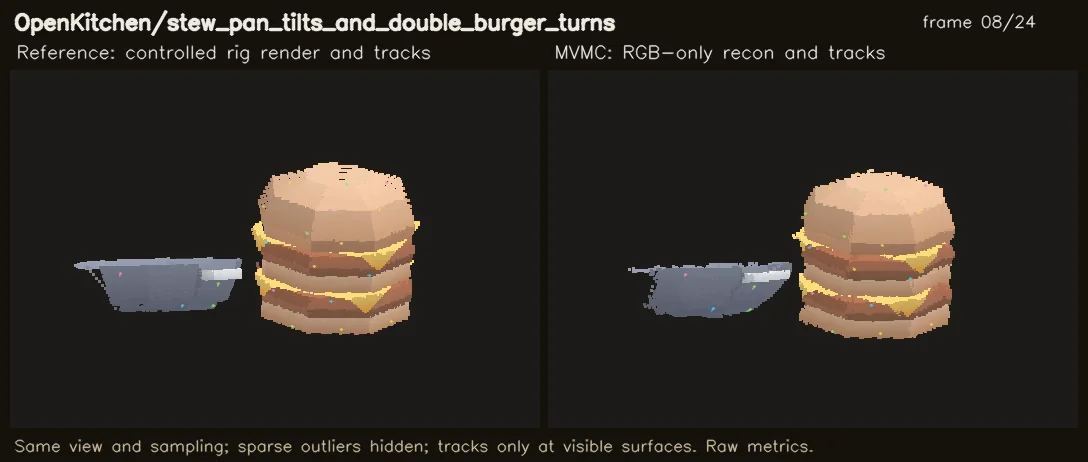 OpenKitchen/stew_pan_tilts_and_double_burger_turns
frame 08/24
Reference: controlled rig render and tracks
MVMC: RGB-only recon and tracks
Same view and sampling; sparse outliers hidden; tracks only at visible surfaces. Raw metrics.